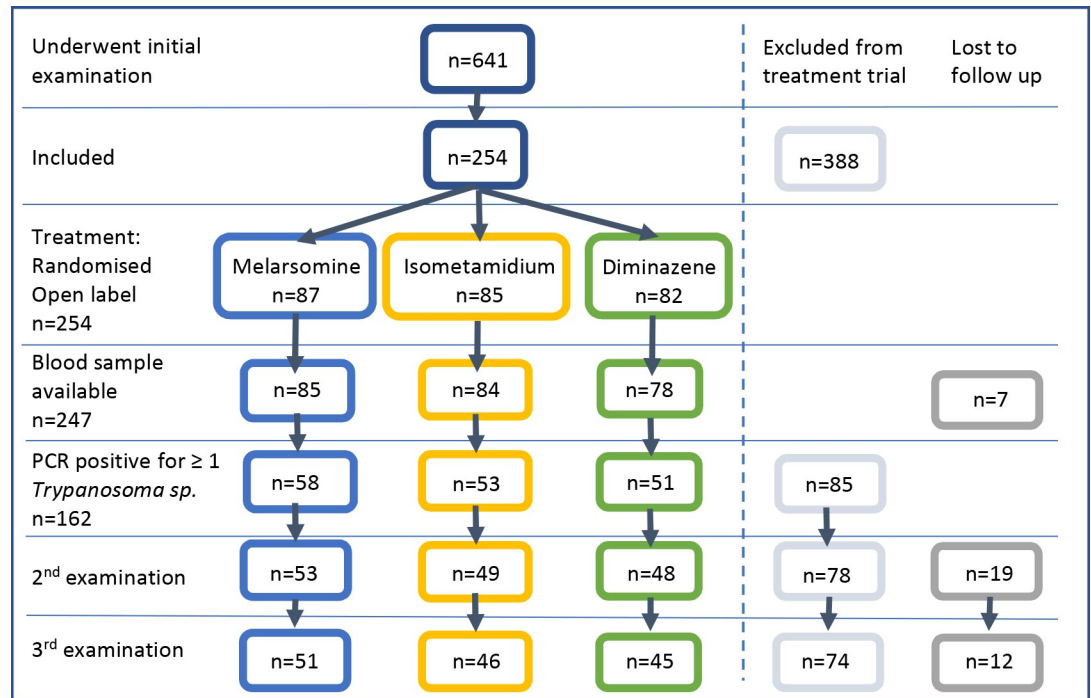 Underwent initial
examination
n=641
Excluded from
treatment trial
Lost to
follow up
Included
n=254
n=388
Treatment:
Randomised
Open label
n=254
Melarsomine
n=87
Isometamidium
n=85
Diminazene
n=82
Blood sample
available
n=247
n=85
n=84
n=78
n=7
PCR positive for ≥ 1
Trypanosoma sp.
n=162
n=58
n=53
n=51
n=85
2nd examination
n=53
n=49
n=48
n=78
n=19
3rd examination
n=51
n=46
n=45
n=74
n=12